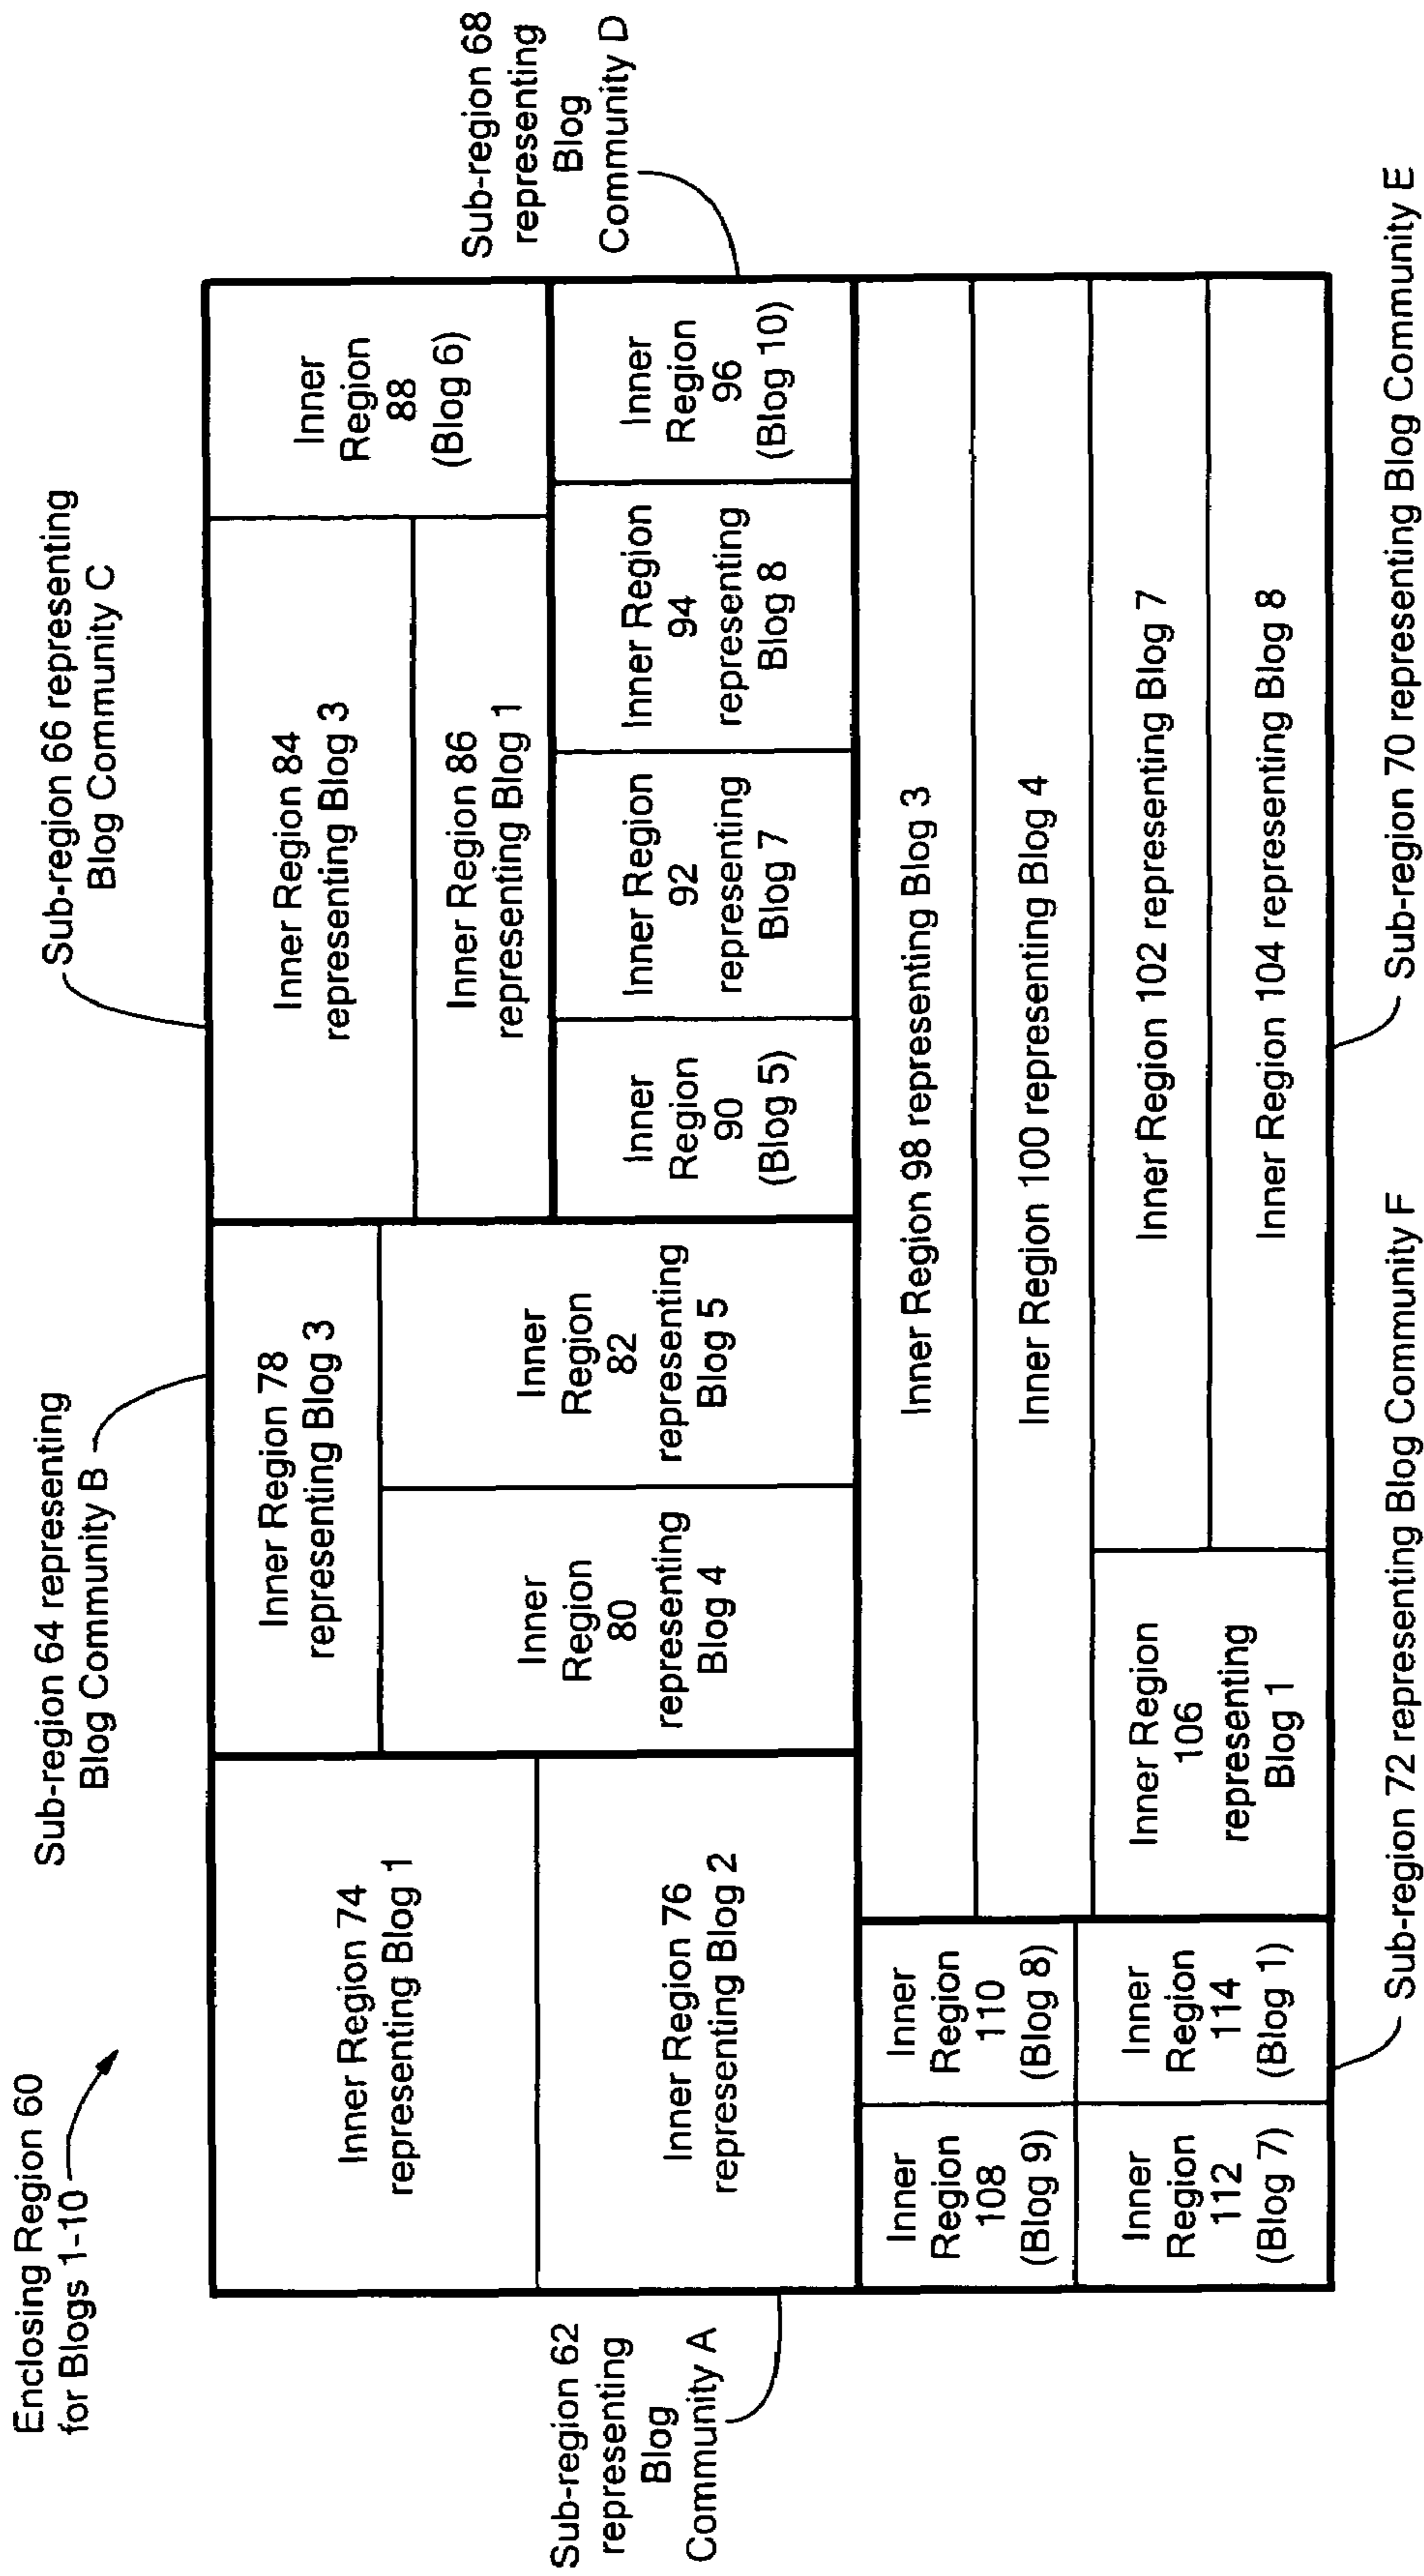 Enclosing Region 60
for Blogs 1-10
Sub-region 64 representing
Blog Community B
Sub-region 66 representing
Blog Community C
Sub-region 62
representing
Blog
Community A
Sub-region 68
representing
Blog
Community D
Inner Region 74
representing Blog 1
Inner Region 76
representing Blog 2
Inner Region 78
representing Blog 3
Inner
Region
80
representing
Blog 4
Inner
Region
82
representing
Blog 5
Inner Region 84
representing Blog 3
Inner Region 86
representing Blog 1
Inner
Region
88
(Blog 6)
Inner
Region
90
(Blog 5)
Inner Region
92
representing
Blog 7
Inner Region
94
representing
Blog 8
Inner
Region
96
(Blog 10)
Inner Region 98 representing Blog 3
Inner Region 100 representing Blog 4
Inner Region 102 representing Blog 7
Inner Region 104 representing Blog 8
Inner Region
106
representing
Blog 1
Inner
Region
108
(Blog 9)
Inner
Region
110
(Blog 8)
Inner
Region
112
(Blog 7)
Inner
Region
114
(Blog 1)
Sub-region 72 representing Blog Community F
Sub-region 70 representing Blog Community E